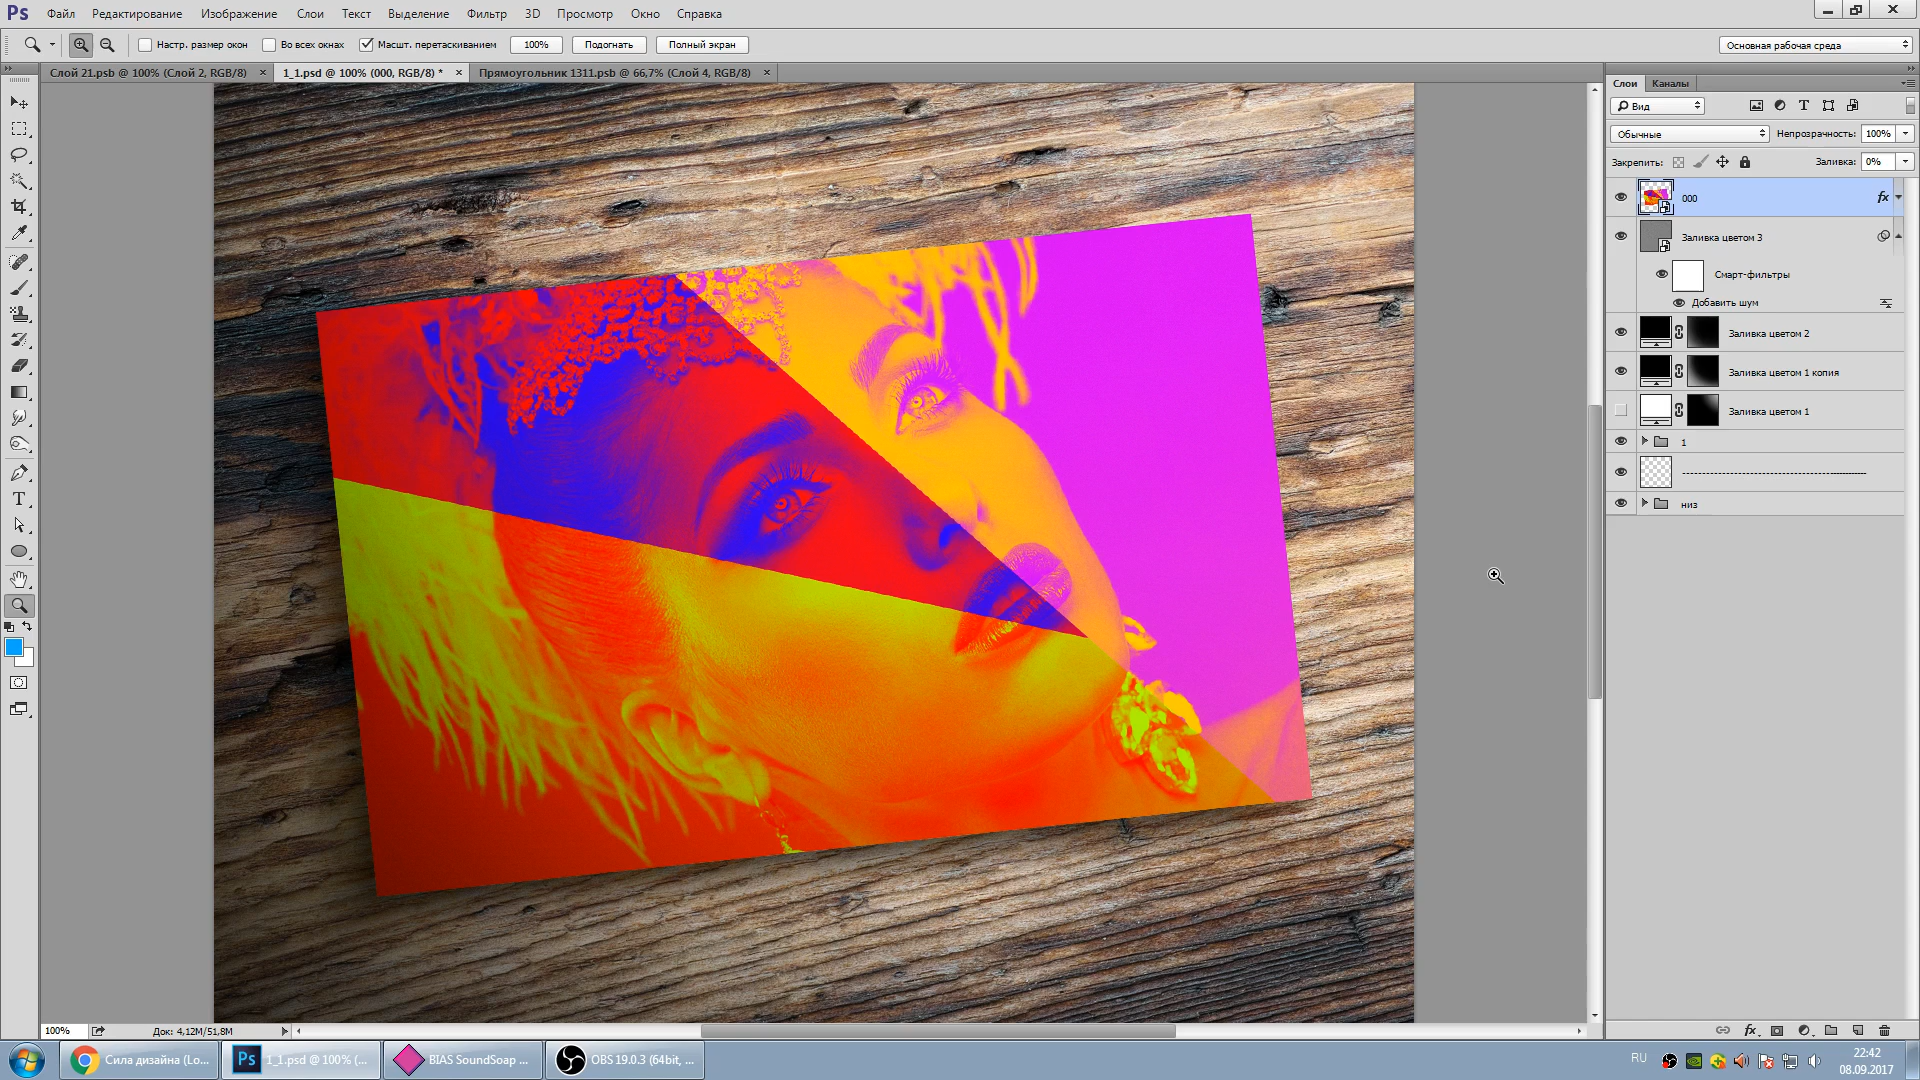 Ps Файл Редактирование Изображение Слои Текст Выделение Фильтр 3D Просмотр Окно Справка
Настр. размер окон Во всех окнах Масшт. перетаскиванием 100% Подогнать Полный экран Основная рабочая среда
Слой 21.psb @ 100% (Слой 2, RGB/8) × 1_1.psd @ 100% (000, RGB/8) * × Прямоугольник 1311.psb @ 66,7% (Слой 4, RGB/8) ×
Слои Каналы
Вид
Обычные Непрозрачность: 100%
Закрепить: Заливка: 0%
000 fx
Заливка цветом 3
Смарт-фильтры
Добавить шум
Заливка цветом 2
Заливка цветом 1 копия
Заливка цветом 1
1
низ
100% Док: 4,12M/51,8M
fx
Сила дизайна (Lo... Ps 1_1.psd @ 100% (... BIAS SoundSoap ... OBS 19.0.3 (64bit, ... RU 22:42
08.09.2017